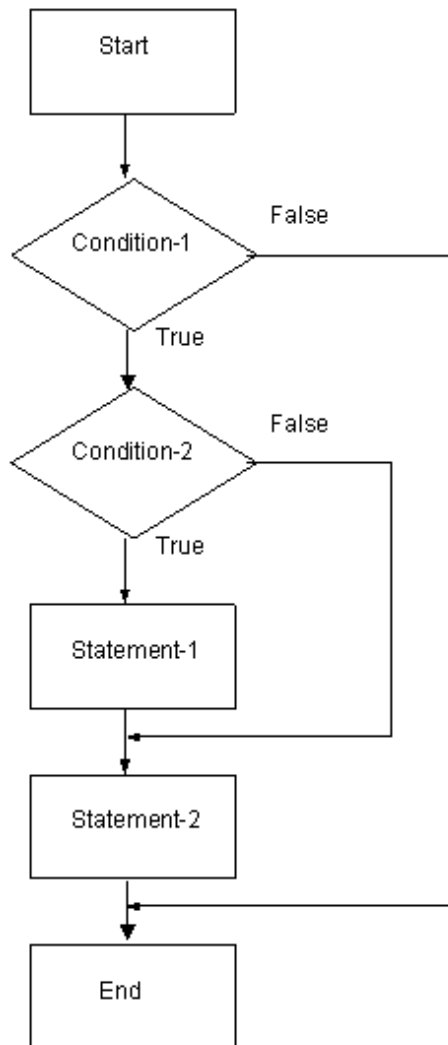 Start
Condition-1
False
True
Condition-2
False
True
Statement-1
Statement-2
End